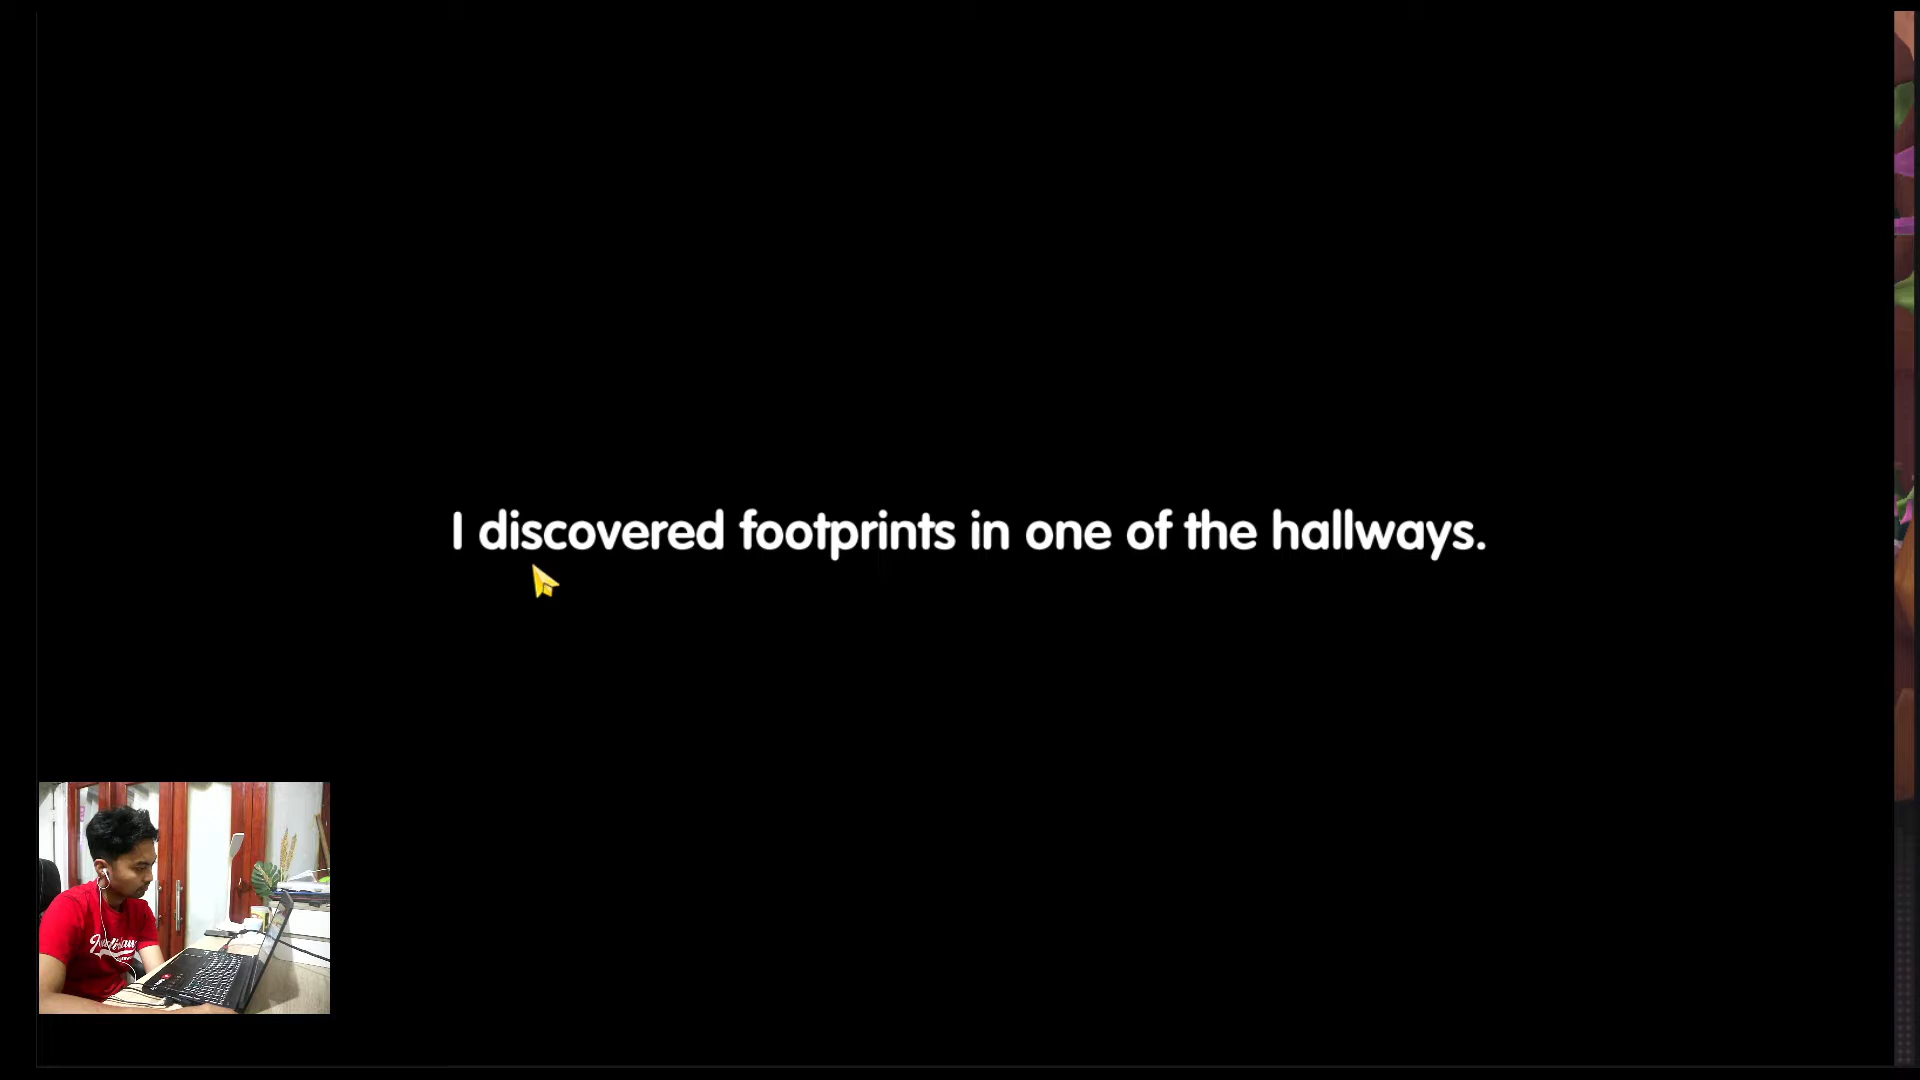 I discovered footprints in one of the hallways.